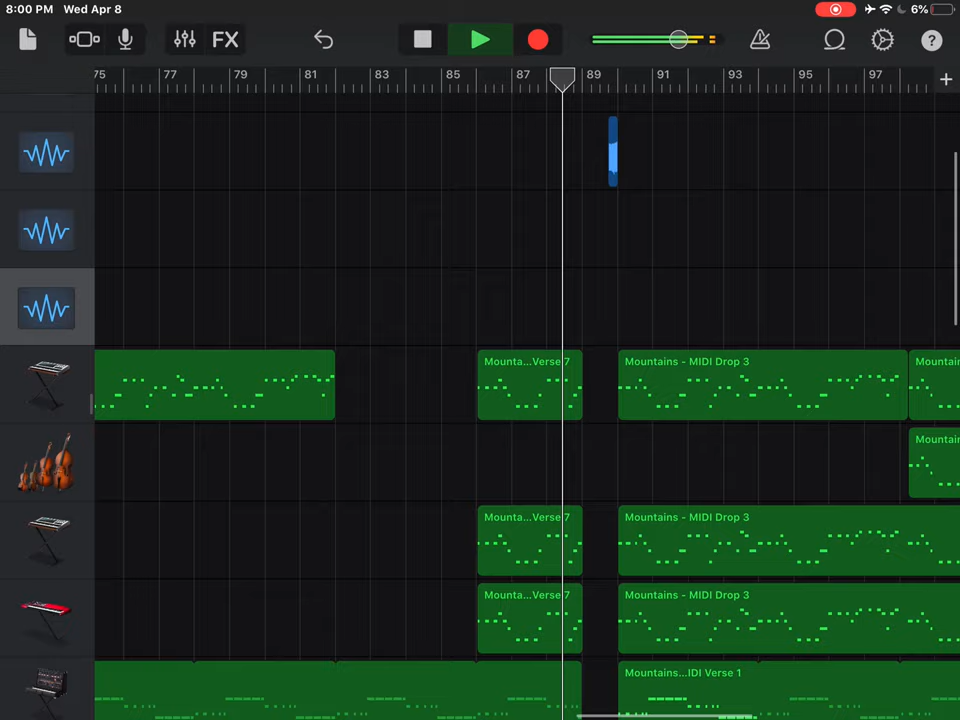 8:00 PM Wed Apr 8
6%
FX
?
75 77 79 81 83 85 87 89 91 93 95 97
+
Mounta...Verse 7
Mountains - MIDI Drop 3
Mountain
Mountain
Mounta...Verse 7
Mountains - MIDI Drop 3
Mounta...Verse 7
Mountains - MIDI Drop 3
Mountains...IDI Verse 1